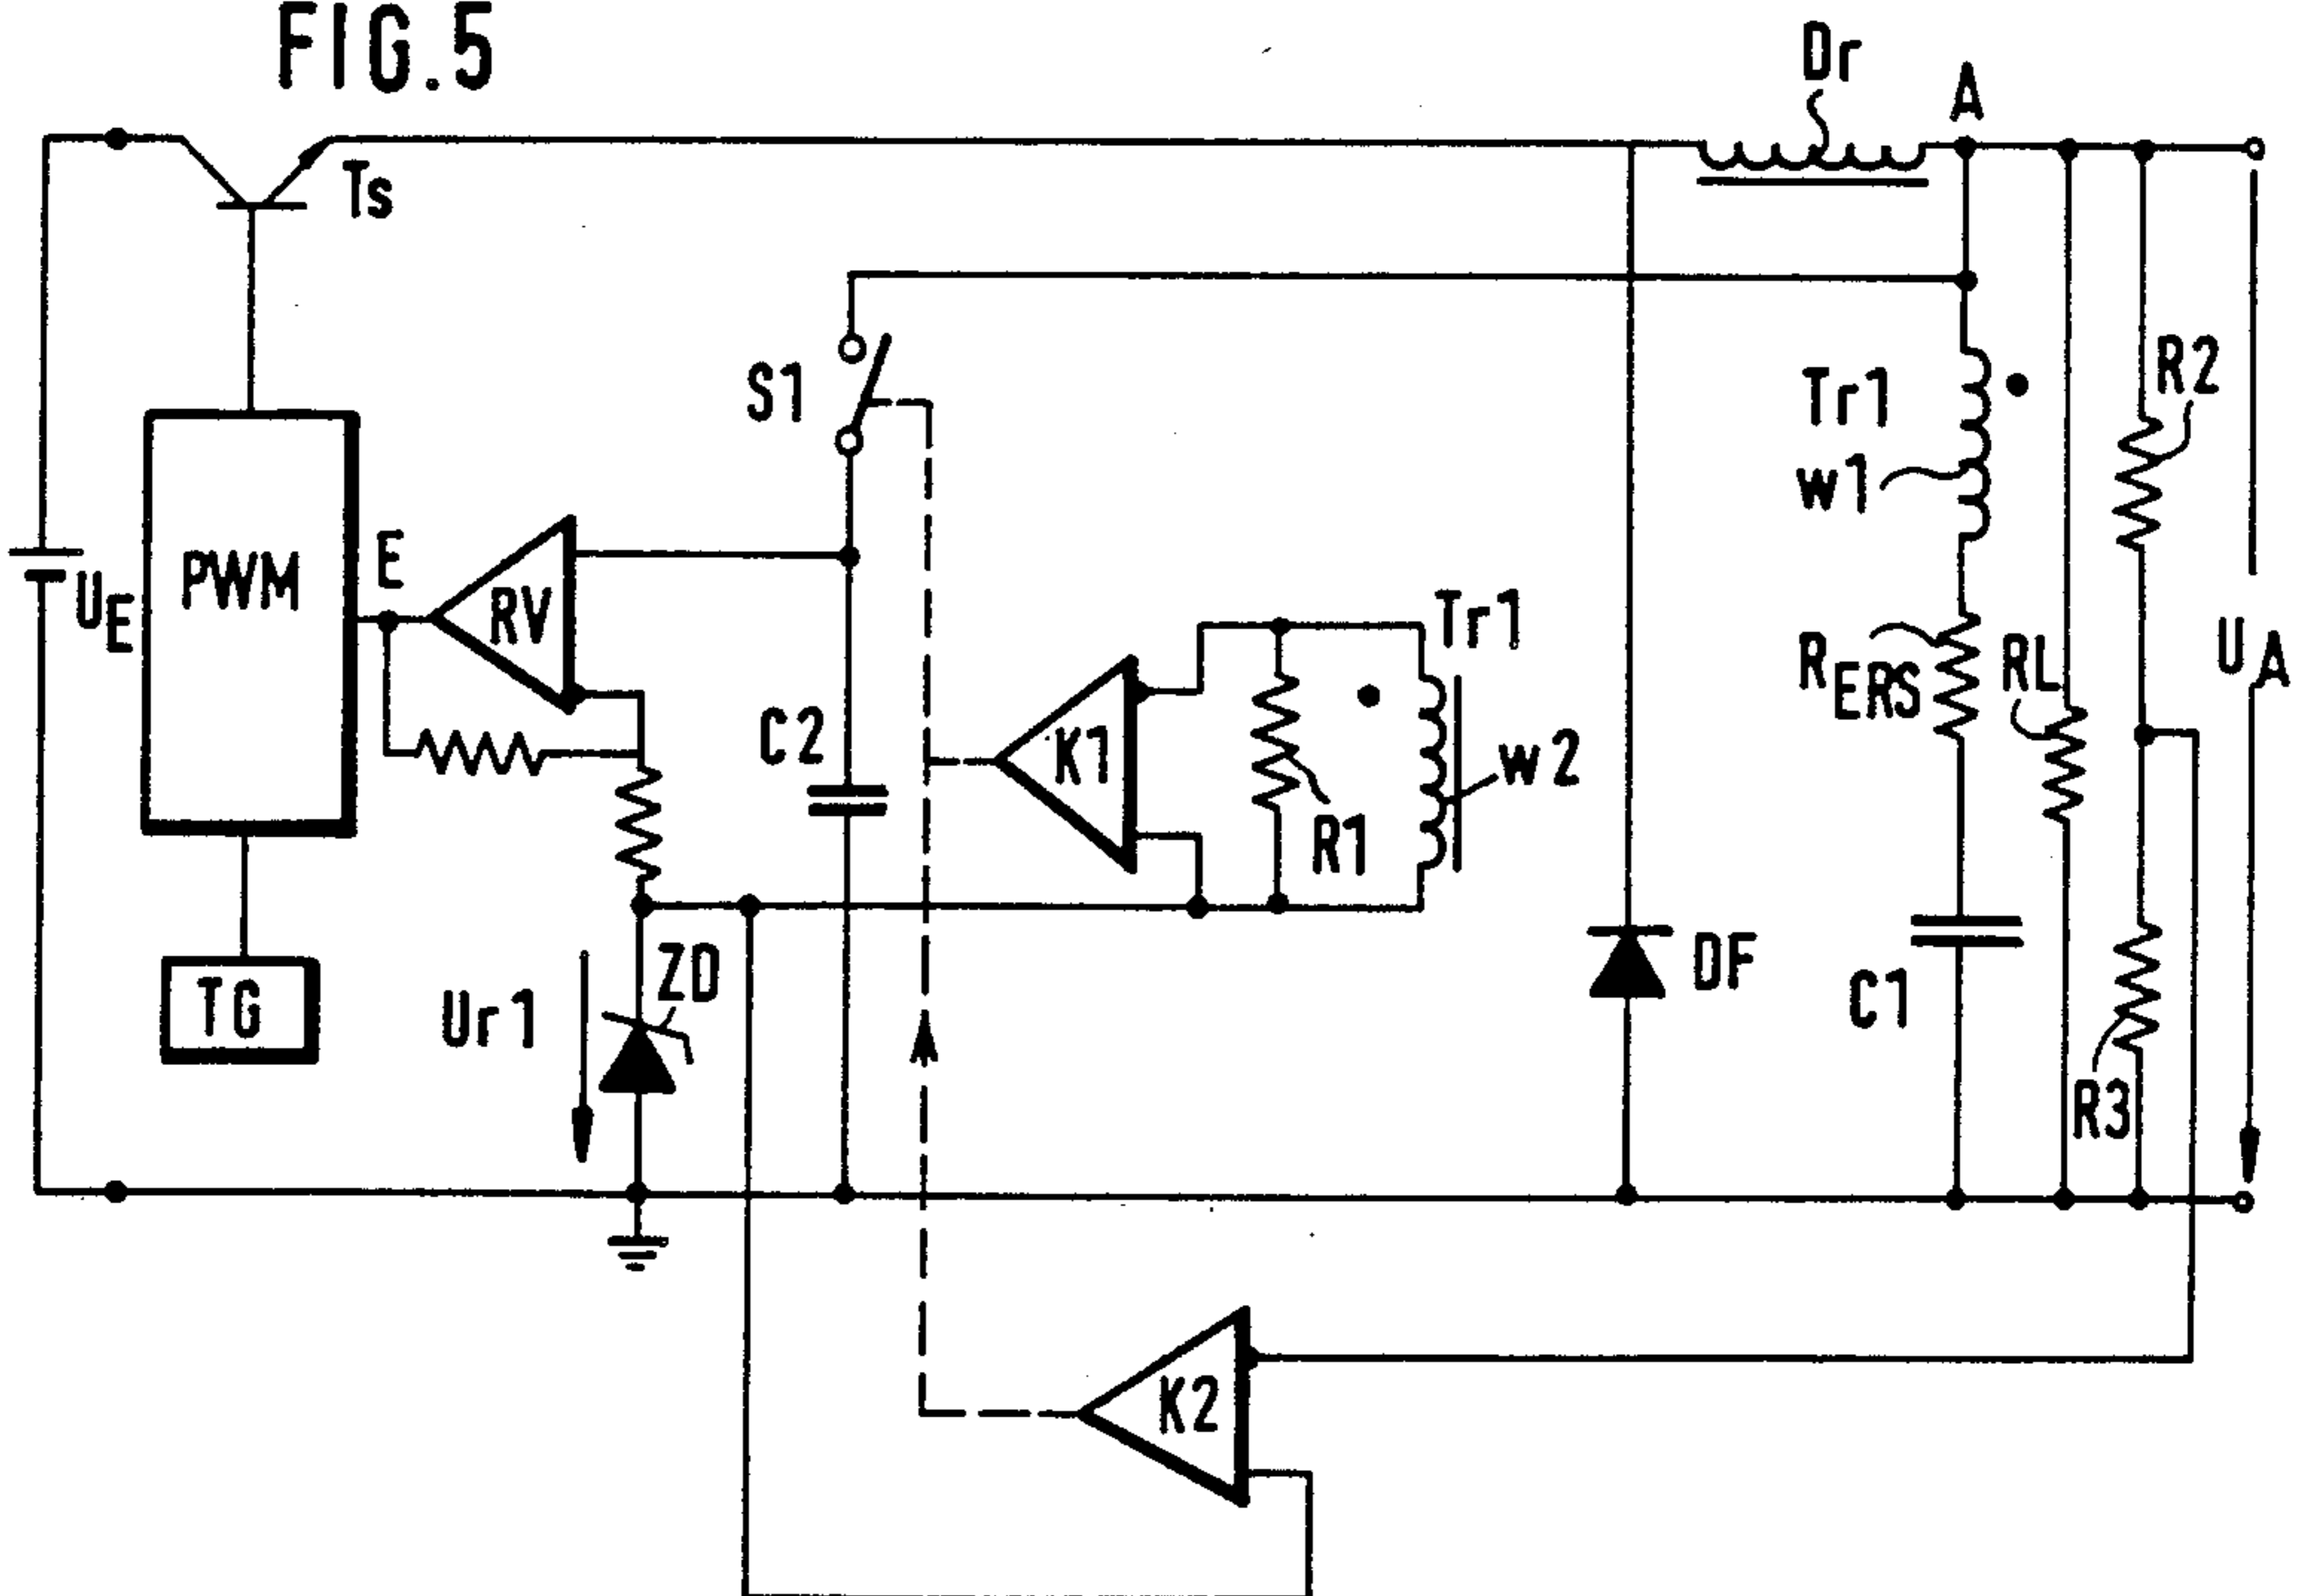 FIG.5
Dr
A
Ts
S1
R2
Tr1
w1
E
PWM
UE
RV
Tr1
RERS
RL
UA
C2
K1
w2
R1
ZD
DF
TG
Ur1
C1
R3
K2